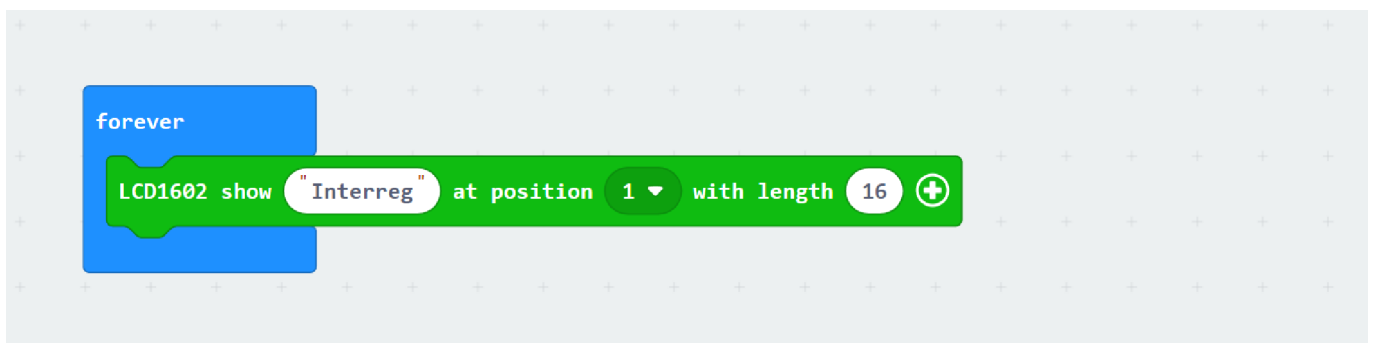 forever
LCD1602 show "Interreg" at position 1 with length 16